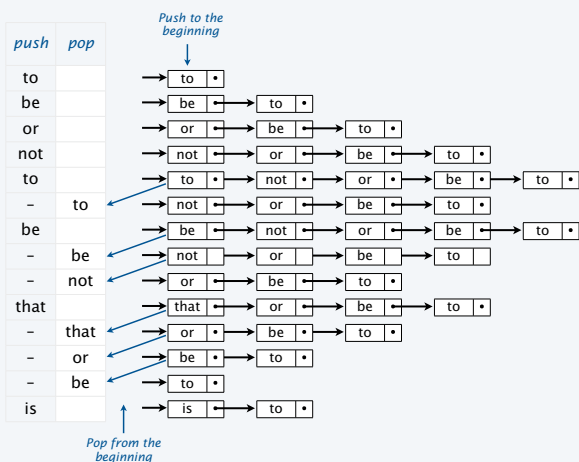 Push to the
beginning
push pop
to to
be be to
or or be to
not not or be to
to to not or be to
– to not or be to
be be not or be to
– be not or be to
– not or be to
that that or be to
– that or be to
– or be to
– be to
is is to
Pop from the
beginning